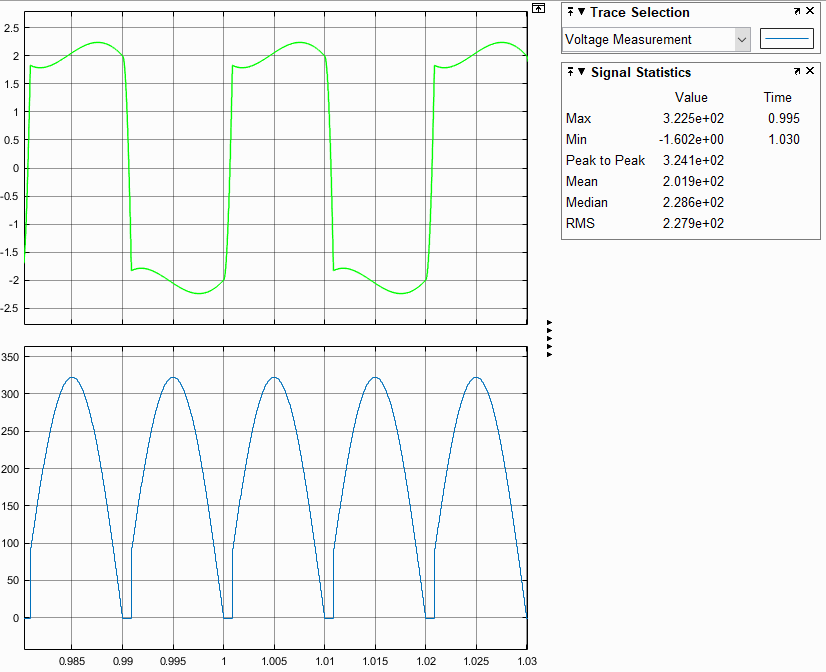 2.5
2
1.5
1
0.5
0
-0.5
-1
-1.5
-2
-2.5
350
300
250
200
150
100
50
0
0.985 0.99 0.995 1 1.005 1.01 1.015 1.02 1.025 1.03
Trace Selection
Voltage Measurement
Signal Statistics
Value Time
Max 3.225e+02 0.995
Min -1.602e+00 1.030
Peak to Peak 3.241e+02
Mean 2.019e+02
Median 2.286e+02
RMS 2.279e+02